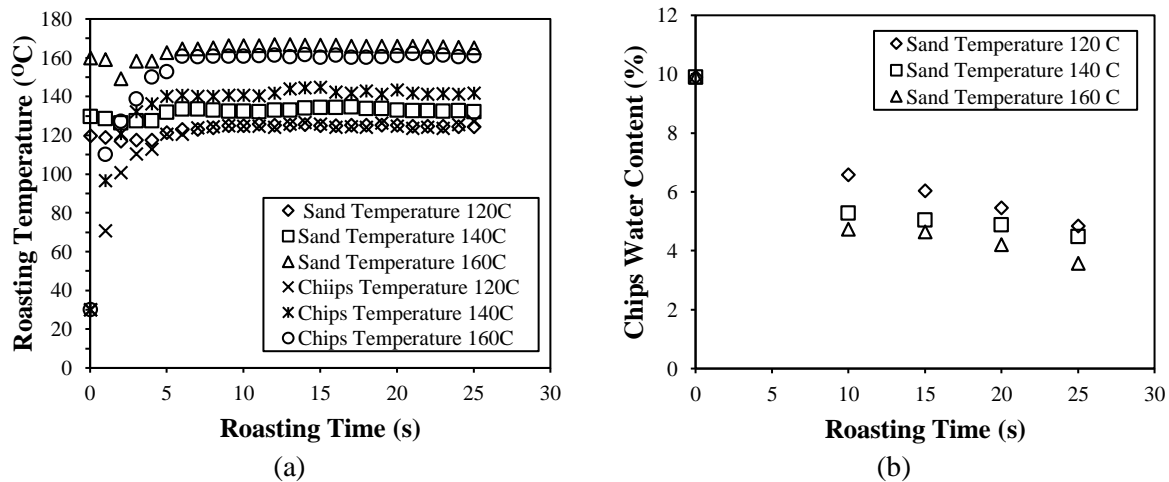 180
160
140
120
100
80
60
40
20
0
Roasting Temperature (ᴼC)
Sand Temperature 120C
Sand Temperature 140C
Sand Temperature 160C
Chiips Temperature 120C
Chips Temperature 140C
Chips Temperature 160C
0 5 10 15 20 25 30
Roasting Time (s)
(a)
12
10
8
6
4
2
0
Chips Water Content (%)
Sand Temperature 120 C
Sand Temperature 140 C
Sand Temperature 160 C
0 5 10 15 20 25 30
Roasting Time (s)
(b)